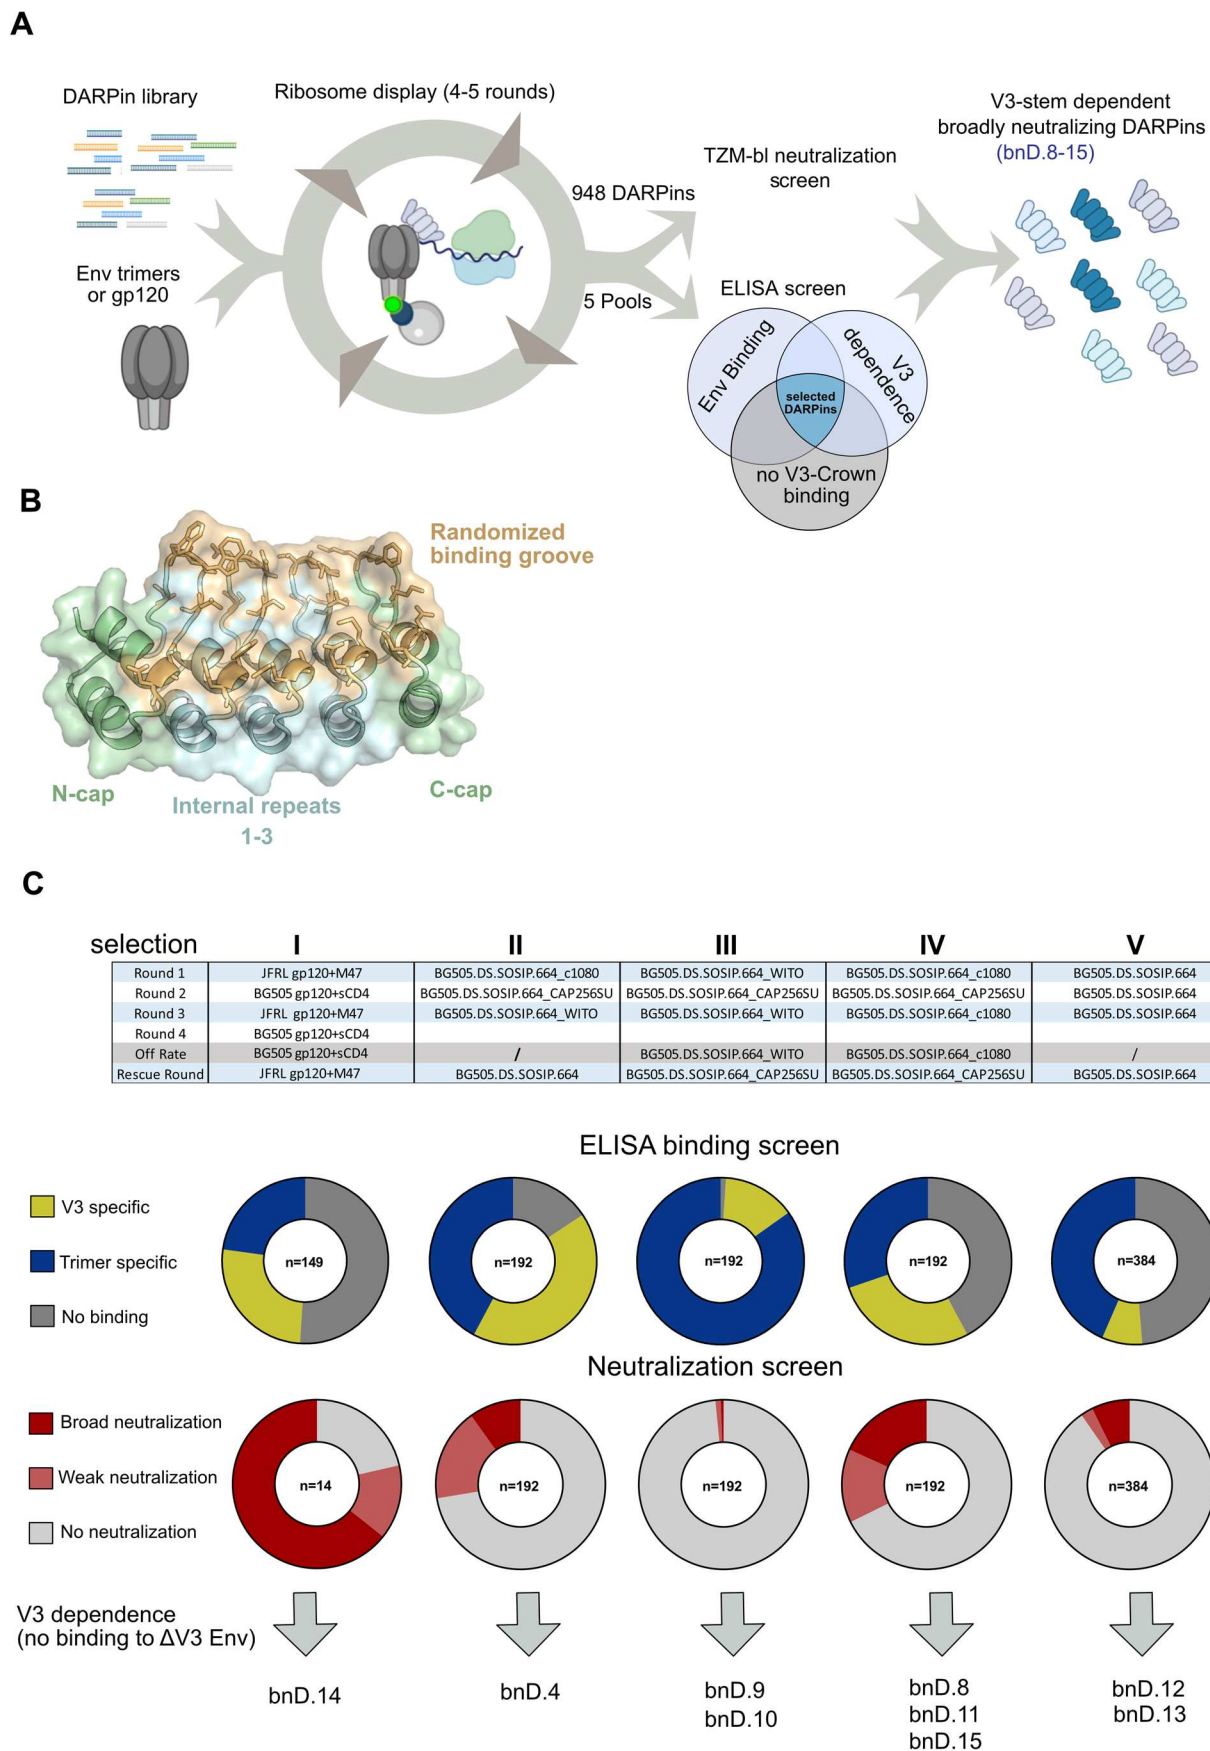 A
DARPin library
Ribosome display (4-5 rounds)
Env trimers
or gp120
948 DARPins
5 Pools
TZM-bl neutralization
screen
ELISA screen
Env Binding
V3
dependence
selected
DARPins
no V3-Crown
binding
V3-stem dependent
broadly neutralizing DARPins
(bnD.8-15)
B
Randomized
binding groove
N-cap
Internal repeats
1-3
C-cap
C
selection I II III IV V
Round 1 JFRL gp120+M47 BG505.DS.SOSIP.664_c1080 BG505.DS.SOSIP.664_WITO BG505.DS.SOSIP.664_c1080 BG505.DS.SOSIP.664
Round 2 BG505 gp120+sCD4 BG505.DS.SOSIP.664_CAP256SU BG505.DS.SOSIP.664_CAP256SU BG505.DS.SOSIP.664_CAP256SU BG505.DS.SOSIP.664
Round 3 JFRL gp120+M47 BG505.DS.SOSIP.664_WITO BG505.DS.SOSIP.664_WITO BG505.DS.SOSIP.664_c1080 BG505.DS.SOSIP.664
Round 4 BG505 gp120+sCD4
Off Rate BG505 gp120+sCD4 / BG505.DS.SOSIP.664_WITO BG505.DS.SOSIP.664_c1080 /
Rescue Round JFRL gp120+M47 BG505.DS.SOSIP.664 BG505.DS.SOSIP.664_CAP256SU BG505.DS.SOSIP.664_CAP256SU BG505.DS.SOSIP.664
ELISA binding screen
V3 specific
Trimer specific
No binding
n=149 n=192 n=192 n=192 n=384
Neutralization screen
Broad neutralization
Weak neutralization
No neutralization
n=14 n=192 n=192 n=192 n=384
V3 dependence
(no binding to ΔV3 Env)
bnD.14
bnD.4
bnD.9
bnD.10
bnD.8
bnD.11
bnD.15
bnD.12
bnD.13